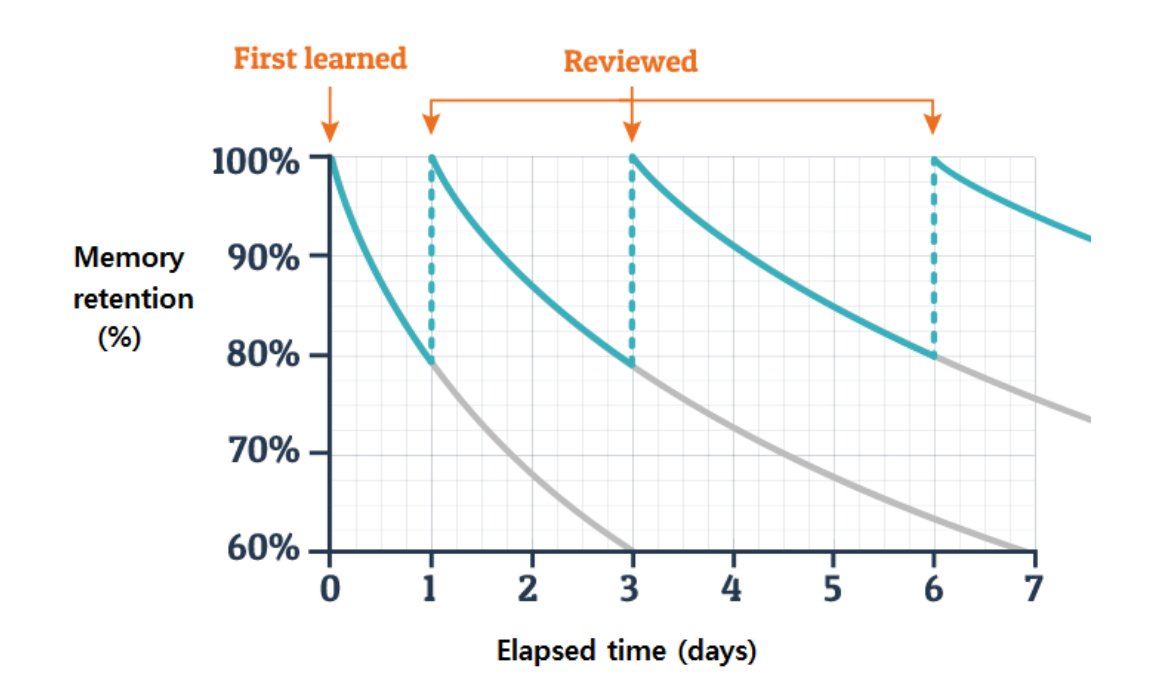 First learned
Reviewed
100%
90%
80%
70%
60%
Memory
retention
(%)
0 1 2 3 4 5 6 7
Elapsed time (days)